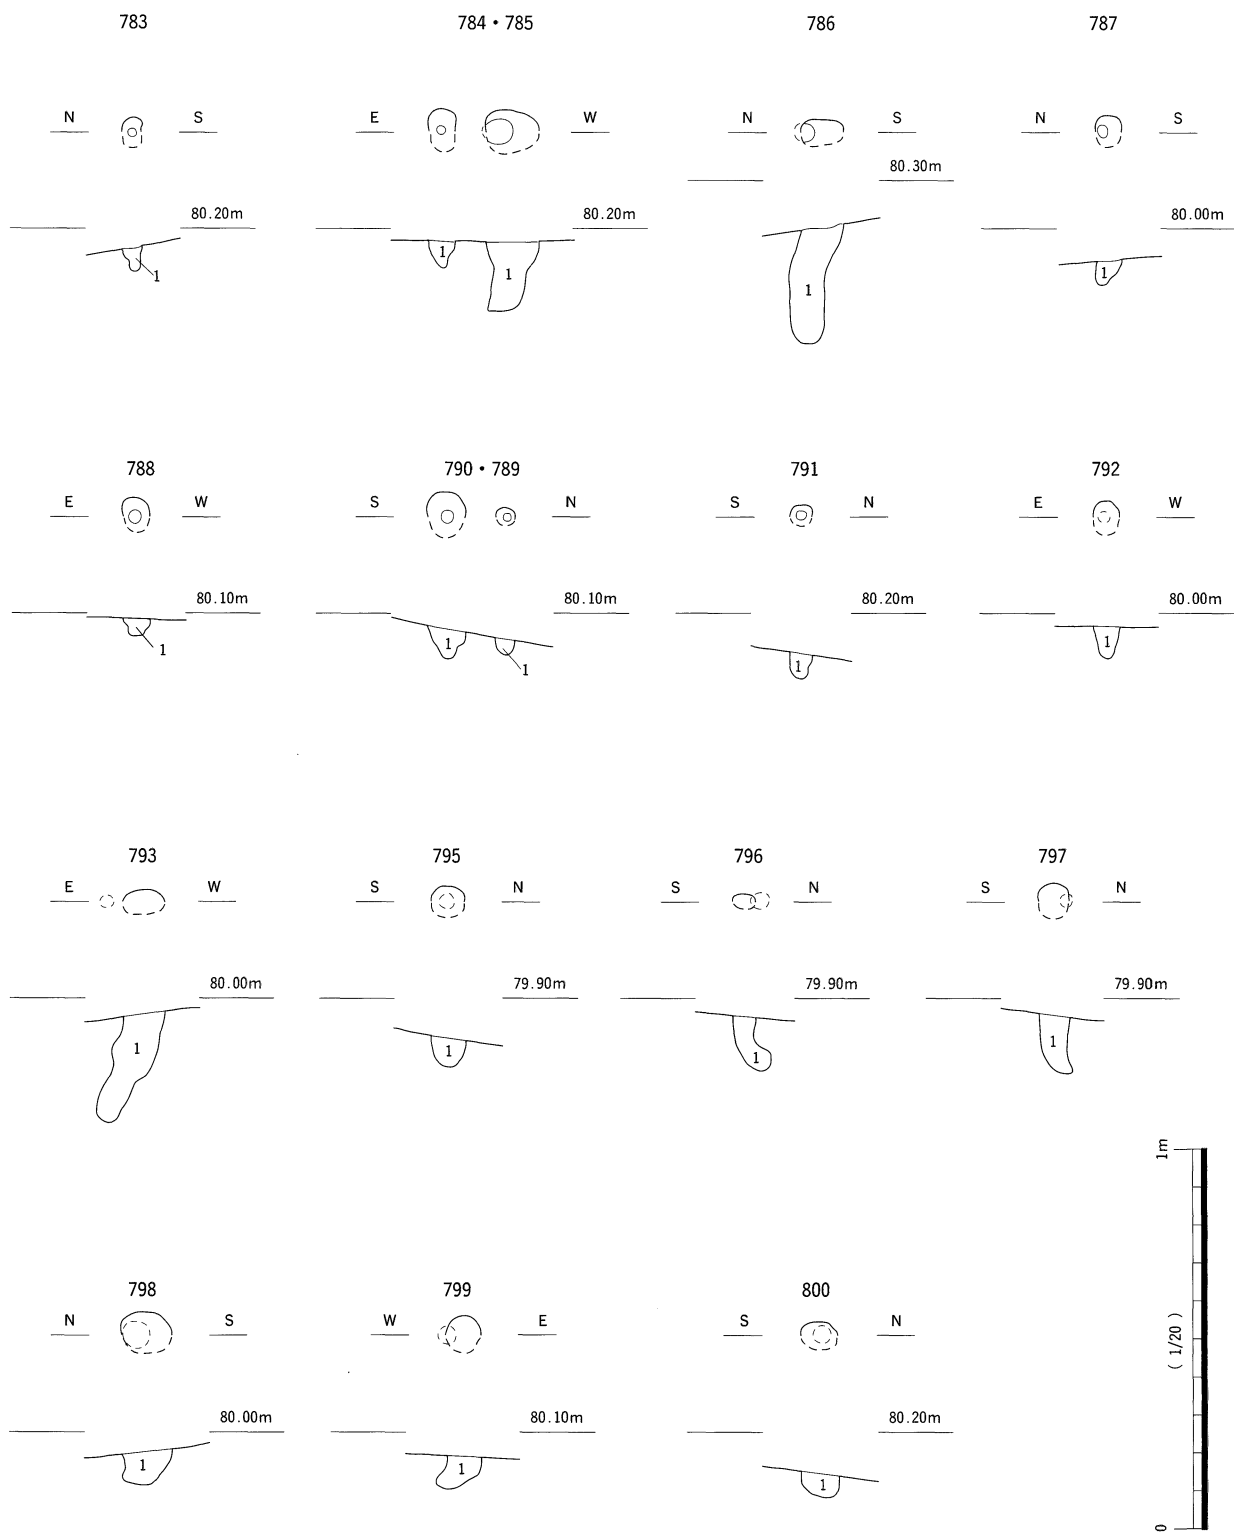 783 784・785 786 787
N S E W N S N S
80.30m
80.20m 80.20m 80.00m
1 1 1 1 1
788 790・789 791 792
E W S N S N E W
80.10m 80.10m 80.20m 80.00m
1 1 1 1 1
793 795 796 797
E W S N S N S N
80.00m 79.90m 79.90m 79.90m
1 1 1 1
1m
798 799 800
N S W E S N
( 1/20 )
80.00m 80.10m 80.20m
1 1 1
0